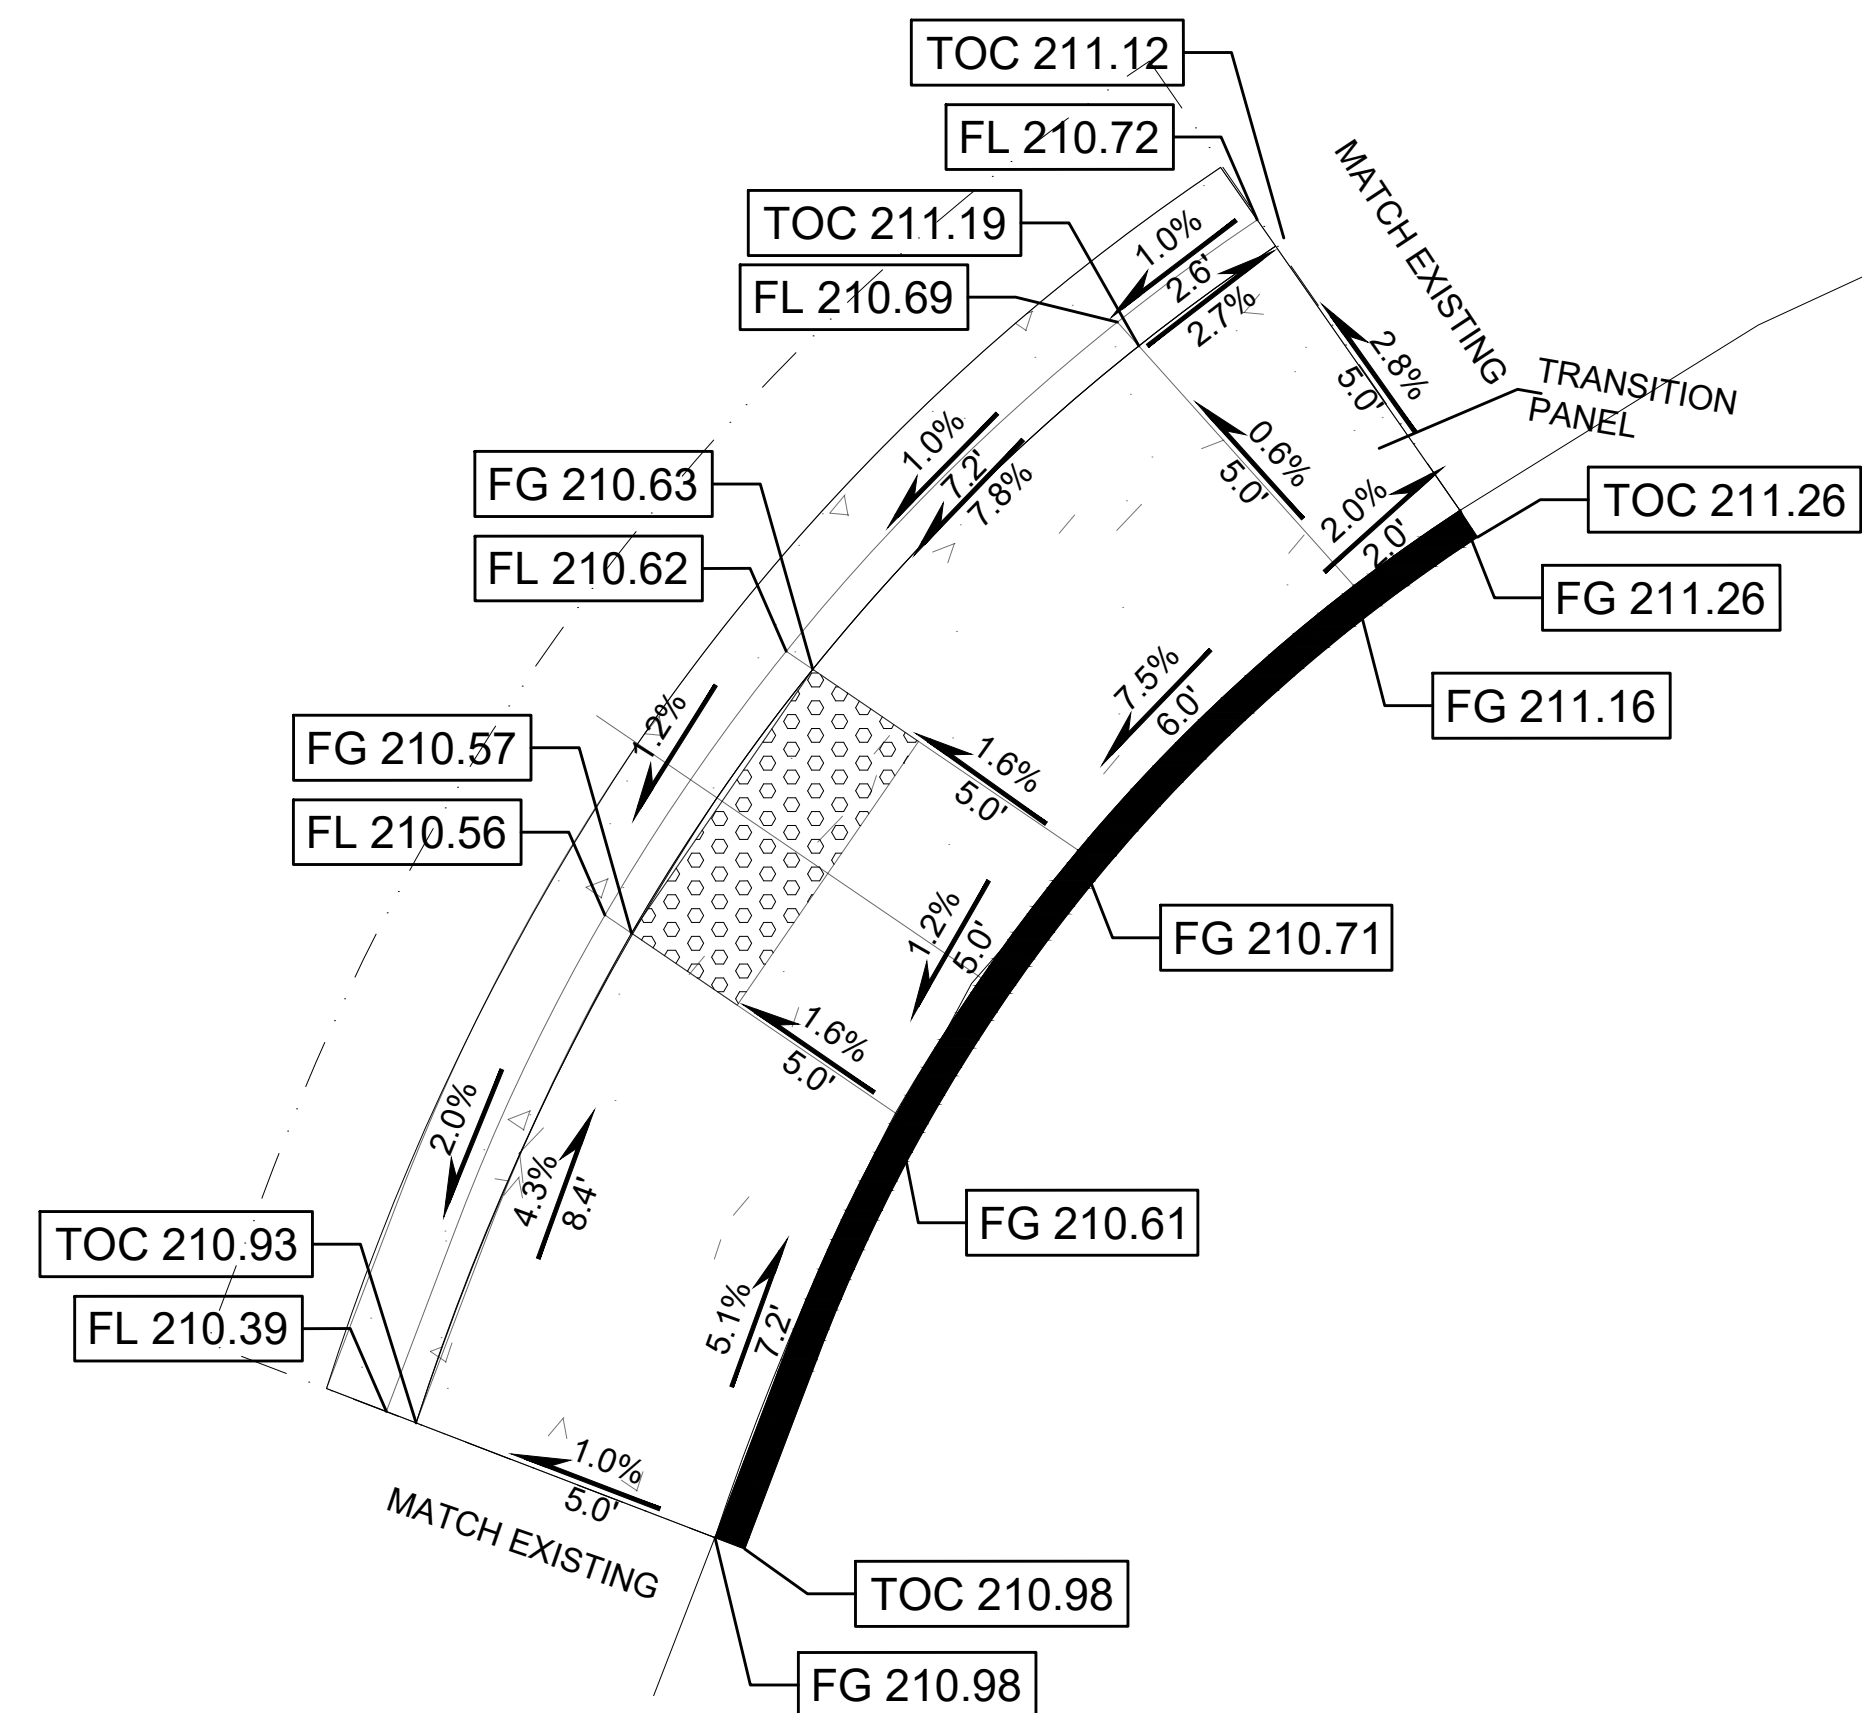 TOC 211.12
FL 210.72
TOC 211.19
FL 210.69
MATCH EXISTING
1.0%
2.6'
2.7%
2.8%
5.0'
TRANSITION
PANEL
0.6%
5.0'
2.0%
2.0'
TOC 211.26
FG 211.26
FG 211.16
1.0%
7.2'
7.8%
FG 210.63
FL 210.62
7.5%
6.0'
1.2%
FG 210.57
FL 210.56
1.6%
5.0'
1.2%
5.0'
FG 210.71
1.6%
5.0'
2.0%
4.3%
8.4'
FG 210.61
TOC 210.93
FL 210.39
5.1%
7.2'
1.0%
5.0'
MATCH EXISTING
TOC 210.98
FG 210.98